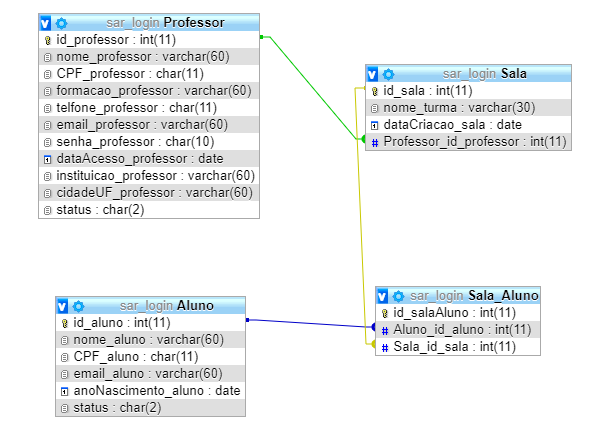 sar_login Professor
id_professor : int(11)
nome_professor : varchar(60)
CPF_professor : char(11)
formacao_professor : varchar(60)
telfone_professor : char(11)
email_professor : varchar(60)
senha_professor : char(10)
dataAcesso_professor : date
instituicao_professor : varchar(60)
cidadeUF_professor : varchar(60)
status : char(2)
sar_login Sala
id_sala : int(11)
nome_turma : varchar(30)
dataCriacao_sala : date
# Professor_id_professor : int(11)
sar_login Aluno
id_aluno : int(11)
nome_aluno : varchar(60)
CPF_aluno : char(11)
email_aluno : varchar(60)
anoNascimento_aluno : date
status : char(2)
sar_login Sala_Aluno
id_salaAluno : int(11)
# Aluno_id_aluno : int(11)
# Sala_id_sala : int(11)